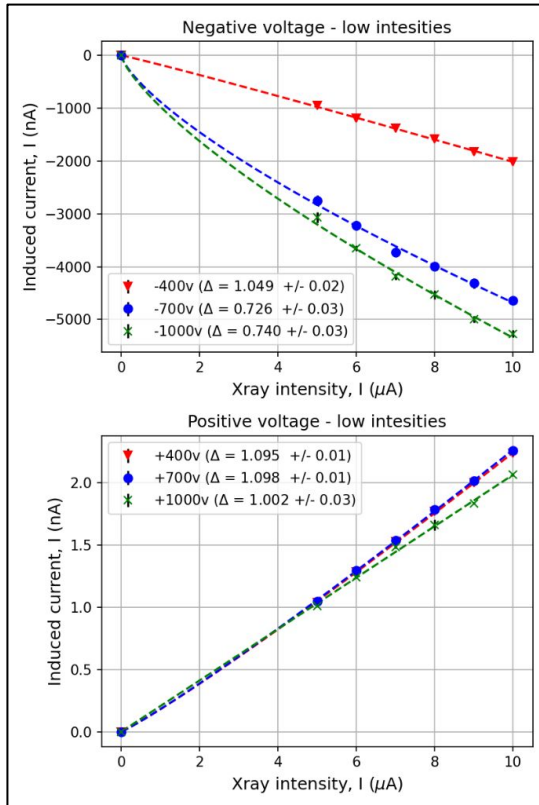 Negative voltage - low intesities
Induced current, I (nA)
0
−1000
−2000
−3000
−4000
−5000
-400v (Δ = 1.049  +/- 0.02)
-700v (Δ = 0.726  +/- 0.03)
-1000v (Δ = 0.740  +/- 0.03)
0
2
4
6
8
10
Xray intensity, I (μA)
Positive voltage - low intesities
Induced current, I (nA)
2.0
1.5
1.0
0.5
0.0
+400v (Δ = 1.095  +/- 0.01)
+700v (Δ = 1.098  +/- 0.01)
+1000v (Δ = 1.002 +/- 0.03)
0
2
4
6
8
10
Xray intensity, I (μA)